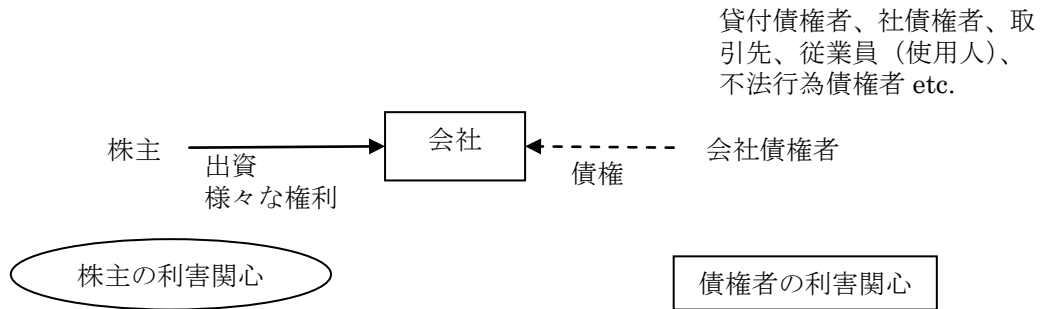 貸付債権者、社債権者、取
引先、従業員（使用人）、
不法行為債権者 etc.
株主
会社
会社債権者
出資
様々な権利
債権
株主の利害関心
債権者の利害関心